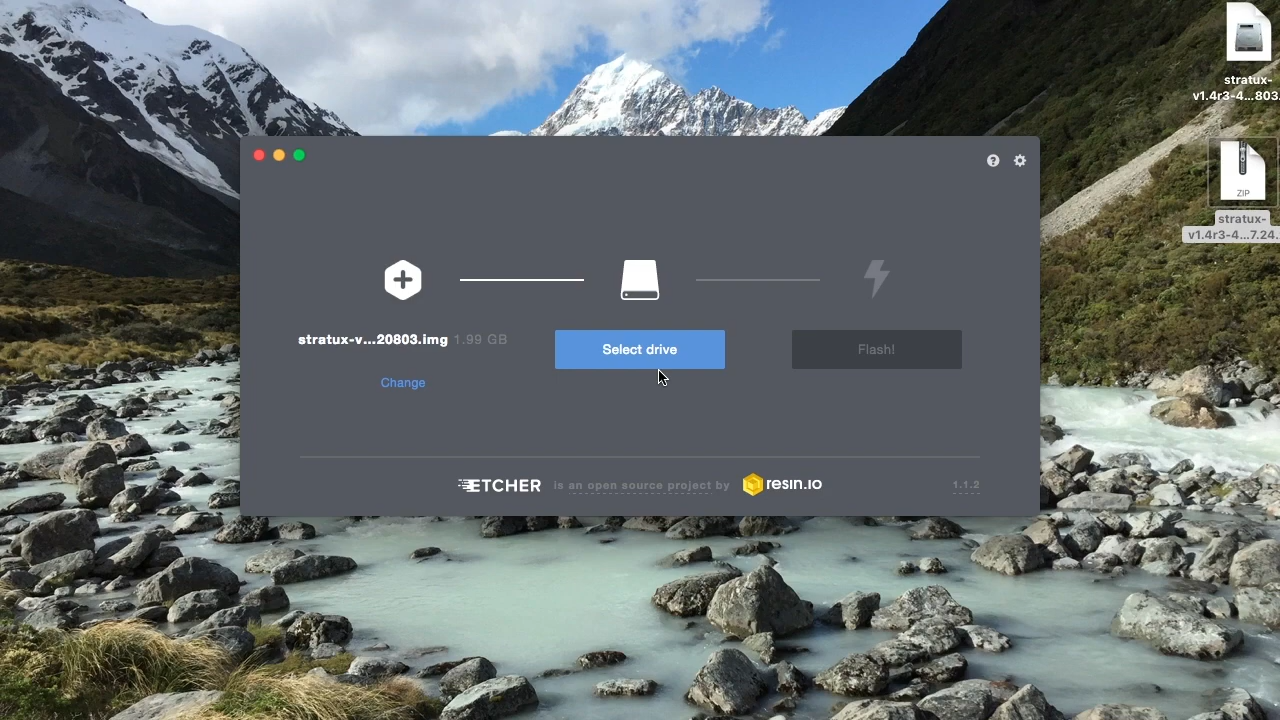 stratux-
v1.4r3-4...803.
ZIP
stratux-
v1.4r3-4...7.24.
stratux-v...20803.img 1.99 GB
Select drive
Flash!
Change
ETCHER is an open source project by resin.io
1.1.2